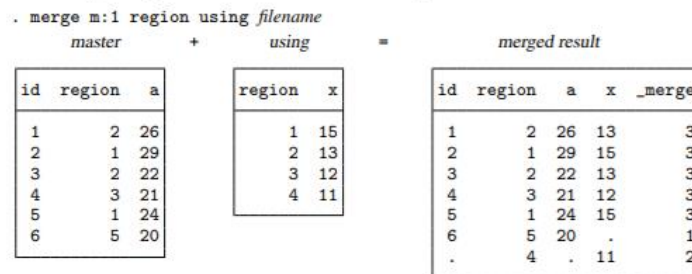 . merge m:1 region using filename
master + using = merged result
id region a region x id region a x _merge
1 2 26 1 15 1 2 26 13 3
2 1 29 2 13 2 1 29 15 3
3 2 22 3 12 3 2 22 13 3
4 3 21 4 11 4 3 21 12 3
5 1 24 5 1 24 15 3
6 5 20 6 5 20 . 1
. 4 . 11 2